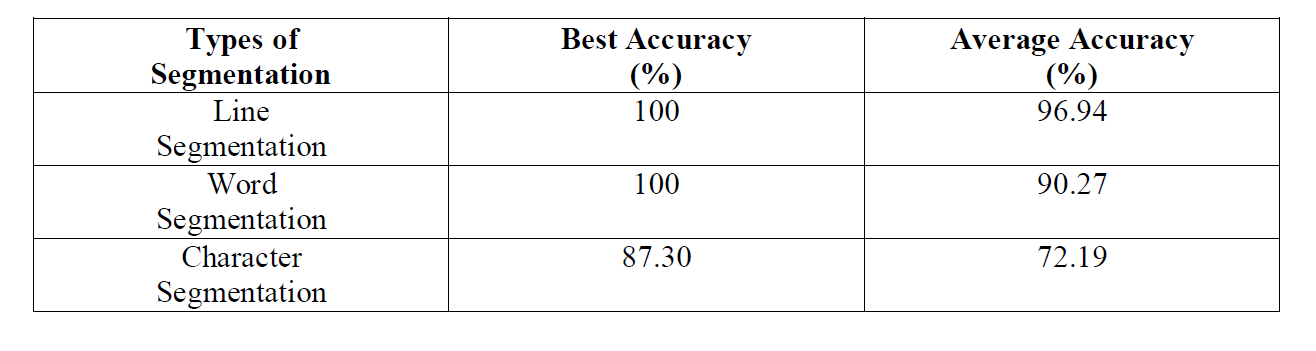 Types of Segmentation Best Accuracy (%) Average Accuracy (%)
Line Segmentation 100 96.94
Word Segmentation 100 90.27
Character Segmentation 87.30 72.19